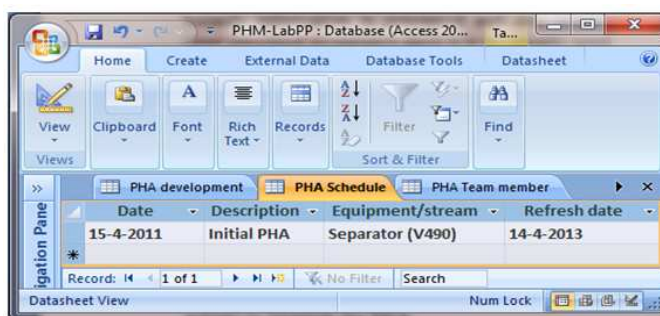 PHM-LabPP : Database (Access 20... Ta...
Home Create External Data Database Tools Datasheet
View Clipboard Font Rich Text Records Filter Find
Views Sort & Filter
PHA development PHA Schedule PHA Team member
Date Description Equipment/stream Refresh date
15-4-2011 Initial PHA Separator (V490) 14-4-2013
igation Pane
Record: 1 of 1 No Filter Search
Datasheet View Num Lock